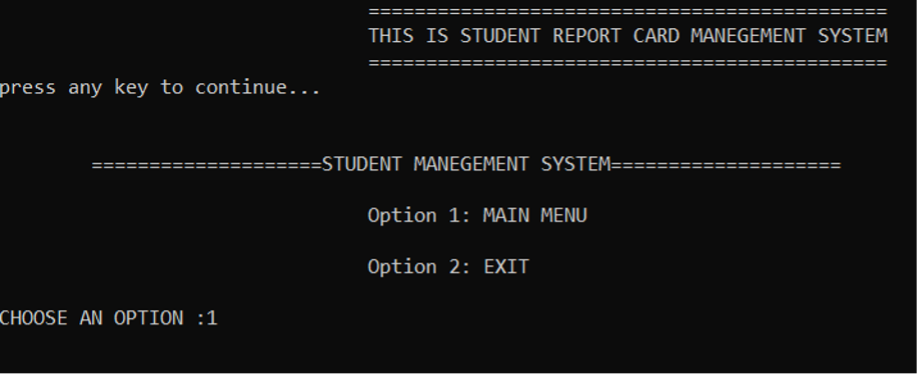 =============================================
THIS IS STUDENT REPORT CARD MANEGEMENT SYSTEM
=============================================
press any key to continue...
====================STUDENT MANEGEMENT SYSTEM====================
Option 1: MAIN MENU
Option 2: EXIT
CHOOSE AN OPTION :1